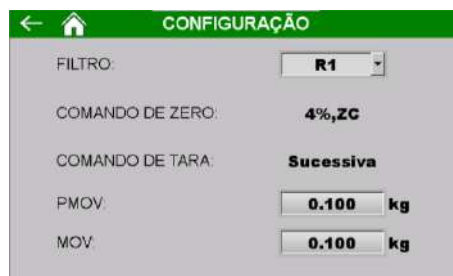 CONFIGURAÇÃO
FILTRO: R1
COMANDO DE ZERO: 4%,ZC
COMANDO DE TARA: Sucessiva
PMOV: 0.100 kg
MOV: 0.100 kg